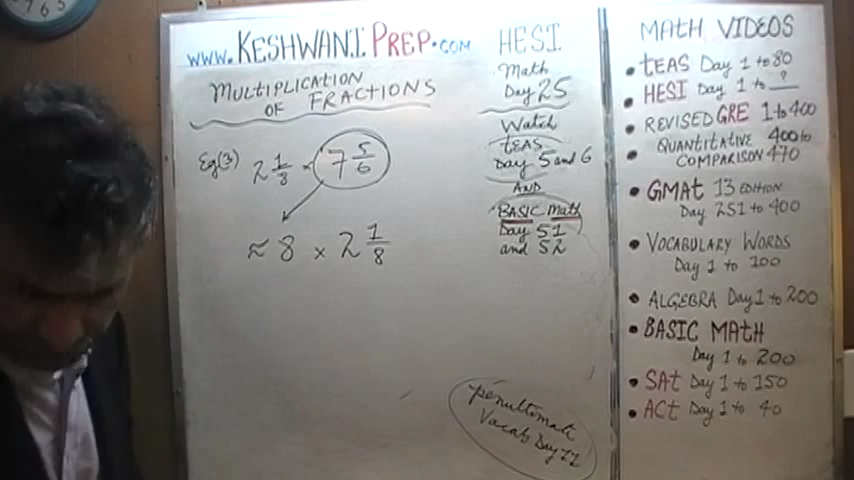 www.KESHWANIPREP.com
MULTIPLICATION
OF FRACTIONS
Eg(3) 2 1/8 × 7 5/6
≈ 8 × 2 1/8
HESI
Math
Day 25
Watch
tEAS
Day 5 and 6
AND
BASIC Math
Day 51
and 52
penultimate
Vocab Day
MATH VIDEOS
• tEAS Day 1 to 80
• HESI Day 1 to ?
• REVISED GRE 1 to 400
• QUANTITATIVE 400 to
COMPARISON 470
• GMAt 13 EDITION
Day 251 to 400
• VOCABULARY WORDS
Day 1 to 100
• ALGEBRA Day 1 to 200
• BASIC MATH
Day 1 to 200
• SAt Day 1 to 150
• ACt Day 1 to 40